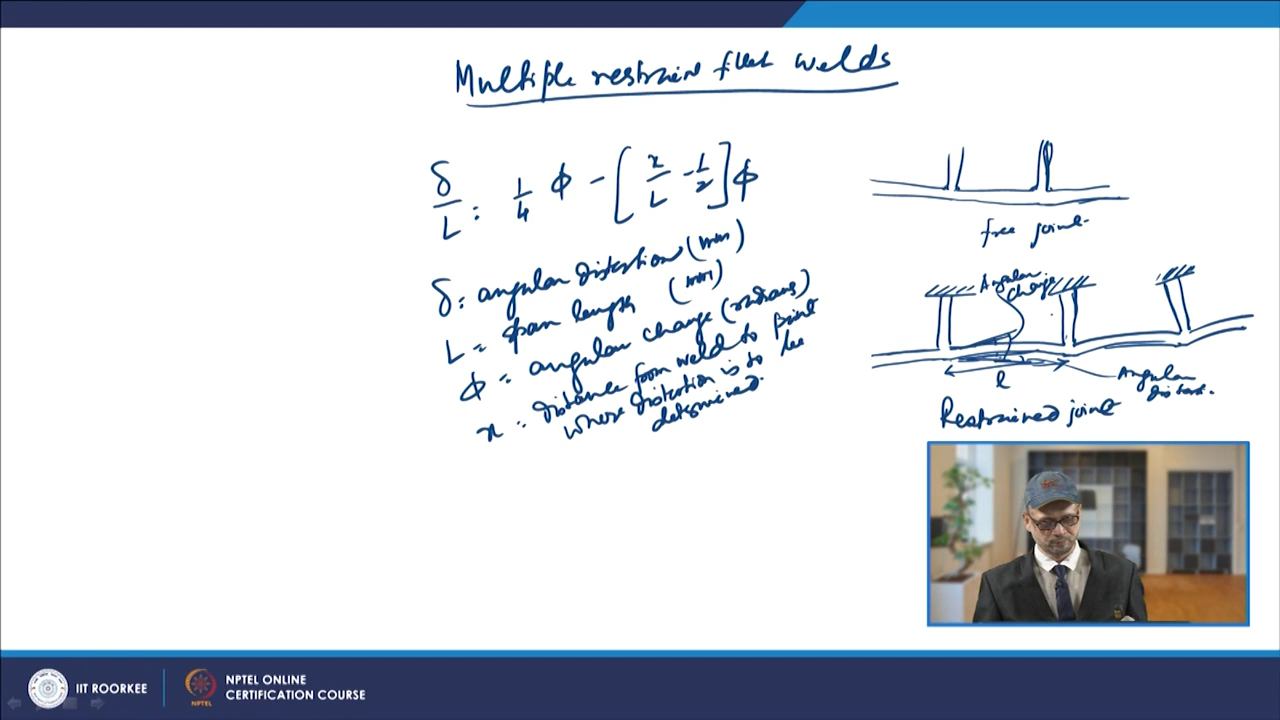 Multiple restrain fillet welds
δ/L = 1/4 φ - [x/L - 1/2] φ
δ = angular distortion (mm)
L = span length (mm)
φ = angular change (radians)
x = distance from weld to point
where distortion is to be
determined.
free joint.
Angular
change
l
Angular
distort.
Restrained joint
IIT ROORKEE
NPTEL ONLINE
CERTIFICATION COURSE
NPTEL